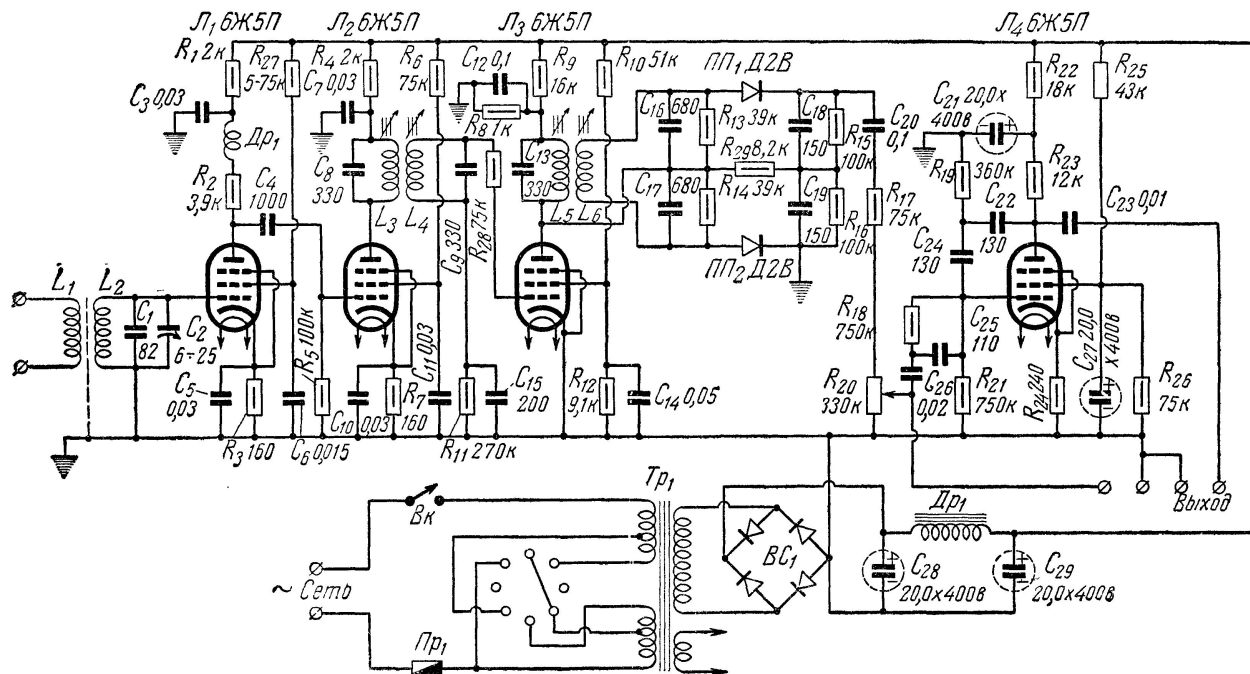 Л₁ 6Ж5П
Л₂ 6Ж5П
Л₃ 6Ж5П
Л₄ 6Ж5П
R₁ 2к
R₂₇
5-75к
R₄ 2к
C₇ 0,03
R₆
75к
C₁₂ 0,1
R₉
16к
R₁₀ 51к
ПП₁ Д2В
R₂₂
18к
R₂₅
43к
C₃ 0,03
Др₁
R₈ 1к
C₁₆
680
R₁₃ 39к
C₁₈
150
R₁₅
100к
C₂₀
0,1
C₂₁ 20,0х
400в
R₂
3,9к
C₄
1000
C₈
330
L₃
L₄
C₉ 330
R₂₈ 75к
C₁₃
330
L₅
L₆
R₂₉ 8,2к
C₁₇
680
R₁₄ 39к
C₁₉
150
R₁₆
100к
R₁₇
75к
R₁₉
360к
R₂₃
12к
C₂₂
130
C₂₃ 0,01
C₂₄
130
ПП₂ Д2В
L₁
L₂
C₁
82
C₂
6÷25
R₅ 100к
C₁₁ 0,03
R₁₈
750к
C₂₅
110
C₂₇ 20,0
х400в
C₅
0,03
R₃ 160
C₆ 0,015
C₁₀ 0,03
R₇
160
R₁₁ 270к
C₁₅
200
R₁₂
9,1к
C₁₄ 0,05
R₂₀
330к
C₂₆
0,02
R₂₁
750к
R₂₄ 240
R₂₆
75к
Выход
Вк
Тр₁
ВС₁
Др₁
~ Сеть
C₂₈
20,0х400в
C₂₉
20,0х400в
Пр₁